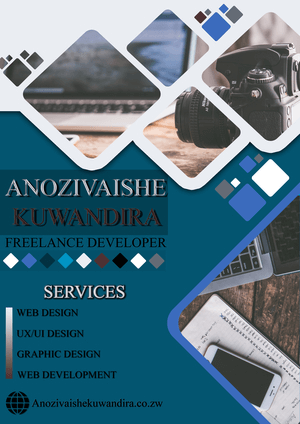 ANOZIVAISHE
KUWANDIRA
FREELANCE DEVELOPER
SERVICES
WEB DESIGN
UX/UI DESIGN
GRAPHIC DESIGN
WEB DEVELOPMENT
Anozivaishekuwandira.co.zw